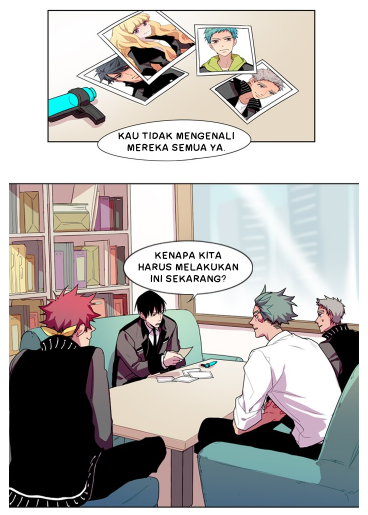 KAU TIDAK MENGENALI
MEREKA SEMUA YA.
KENAPA KITA
HARUS MELAKUKAN
INI SEKARANG?